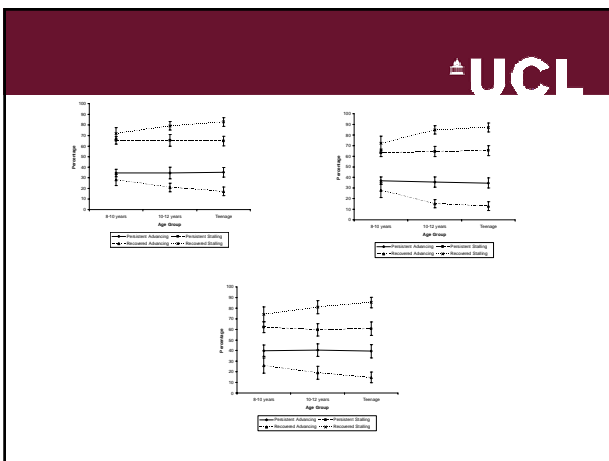 UCL
100
90
80
70
60
50
40
30
20
10
0
Percentage
8-10 years 10-12 years Teenage
Age Group
Persistent Advancing Persistent Stalling
Recovered Advancing Recovered Stalling
100
90
80
70
60
50
40
30
20
10
0
Percentage
8-10 years 10-12 years Teenage
Age Group
Persistent Advancing Persistent Stalling
Recovered Advancing Recovered Stalling
100
90
80
70
60
50
40
30
20
10
0
Percentage
8-10 years 10-12 years Teenage
Age Group
Persistent Advancing Persistent Stalling
Recovered Advancing Recovered Stalling